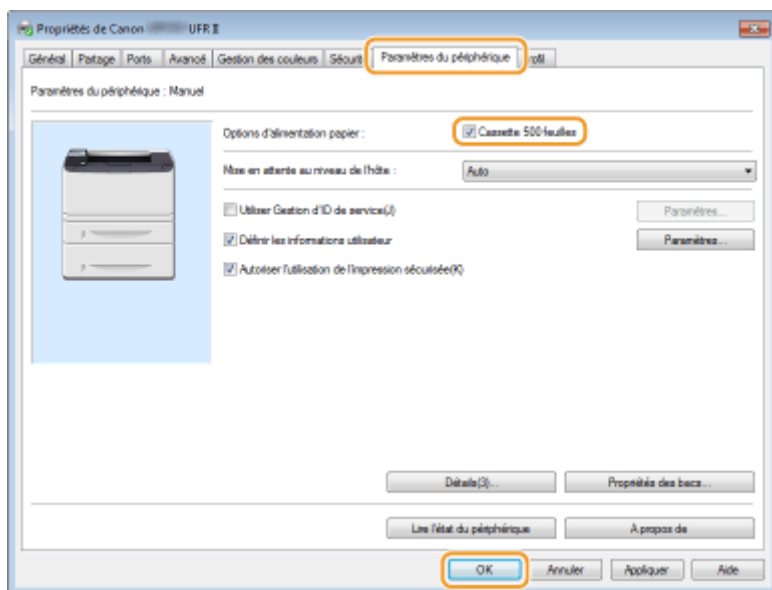 Propriétés de Canon UFR II
Général Partage Ports Avancé Gestion des couleurs Sécurit Paramètres du périphérique rofil
Paramètres du périphérique : Manuel
Options d'alimentation papier : Cassette 500 feuilles
Mise en attente au niveau de l'hôte : Auto
Utiliser Gestion d'ID de service(J) Paramètres...
Définir les informations utilisateur Paramètres...
Autoriser l'utilisation de l'impression sécurisée(K)
Détails(3)... Propriétés des bacs...
Lire l'état du périphérique A propos de
OK Annuler Appliquer Aide